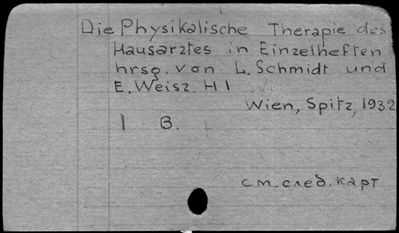 Die Physikalische Therapie des
Hausarztes in Einzelheften
hrsg. von L. Schmidt und
E. Weisz. H 1
Wien, Spitz, 1932
1 B.
см. след. карт